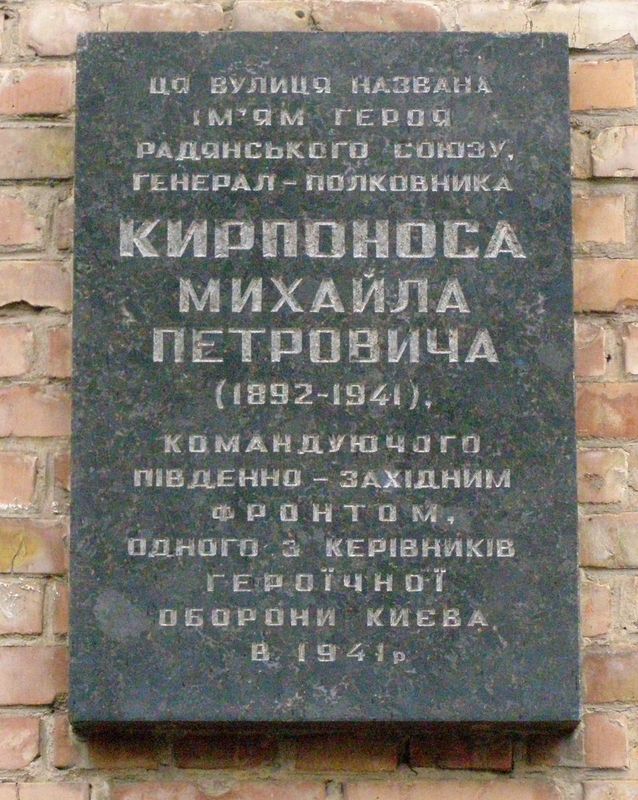 ЦЯ ВУЛИЦЯ НАЗВАНА
ІМ'ЯМ ГЕРОЯ
РАДЯНСЬКОГО СОЮЗУ,
ГЕНЕРАЛ-ПОЛКОВНИКА
КИРПОНОСА
МИХАЙЛА
ПЕТРОВИЧА
(1892-1941),
КОМАНДУЮЧОГО
ПІВДЕННО-ЗАХІДНИМ
ФРОНТОМ,
ОДНОГО З КЕРІВНИКІВ
ГЕРОЇЧНОЇ
ОБОРОНИ КИЄВА
В 1941р